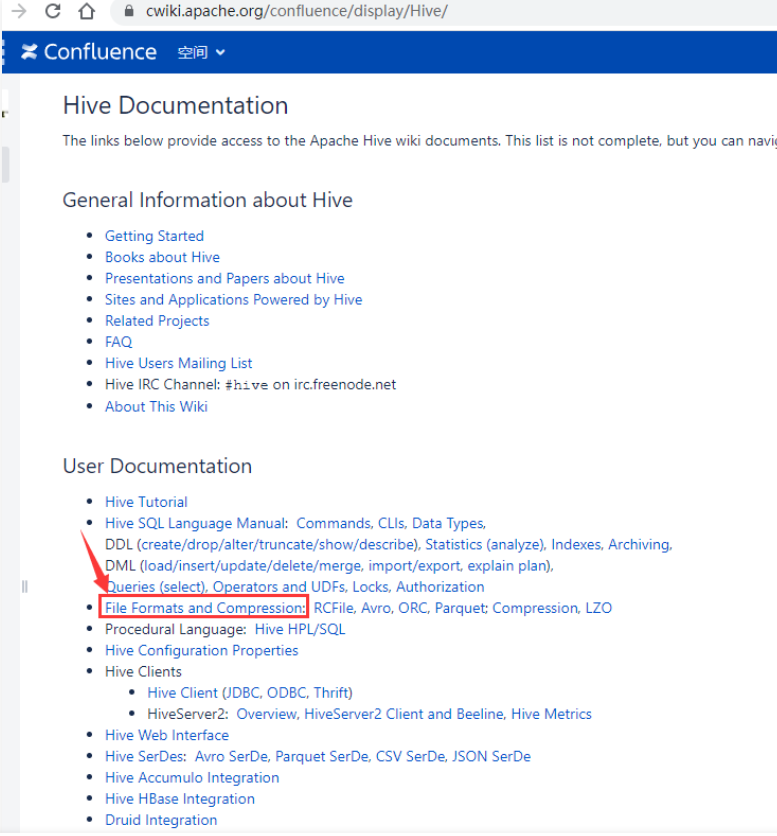 cwiki.apache.org/confluence/display/Hive/
Confluence 空间
Hive Documentation
The links below provide access to the Apache Hive wiki documents. This list is not complete, but you can
General Information about Hive
Getting Started
Books about Hive
Presentations and Papers about Hive
Sites and Applications Powered by Hive
Related Projects
FAQ
Hive Users Mailing List
Hive IRC Channel: #hive on irc.freenode.net
About This Wiki
User Documentation
Hive Tutorial
Hive SQL Language Manual: Commands, CLIs, Data Types,
DDL (create/drop/alter/truncate/show/describe), Statistics (analyze), Indexes, Archiving,
DML (load/insert/update/delete/merge, import/export, explain plan),
Queries (select), Operators and UDFs, Locks, Authorization
File Formats and Compression: RCFile, Avro, ORC, Parquet; Compression, LZO
Procedural Language: Hive HPL/SQL
Hive Configuration Properties
Hive Clients
Hive Client (JDBC, ODBC, Thrift)
HiveServer2: Overview, HiveServer2 Client and Beeline, Hive Metrics
Hive Web Interface
Hive SerDes: Avro SerDe, Parquet SerDe, CSV SerDe, JSON SerDe
Hive Accumulo Integration
Hive HBase Integration
Druid Integration